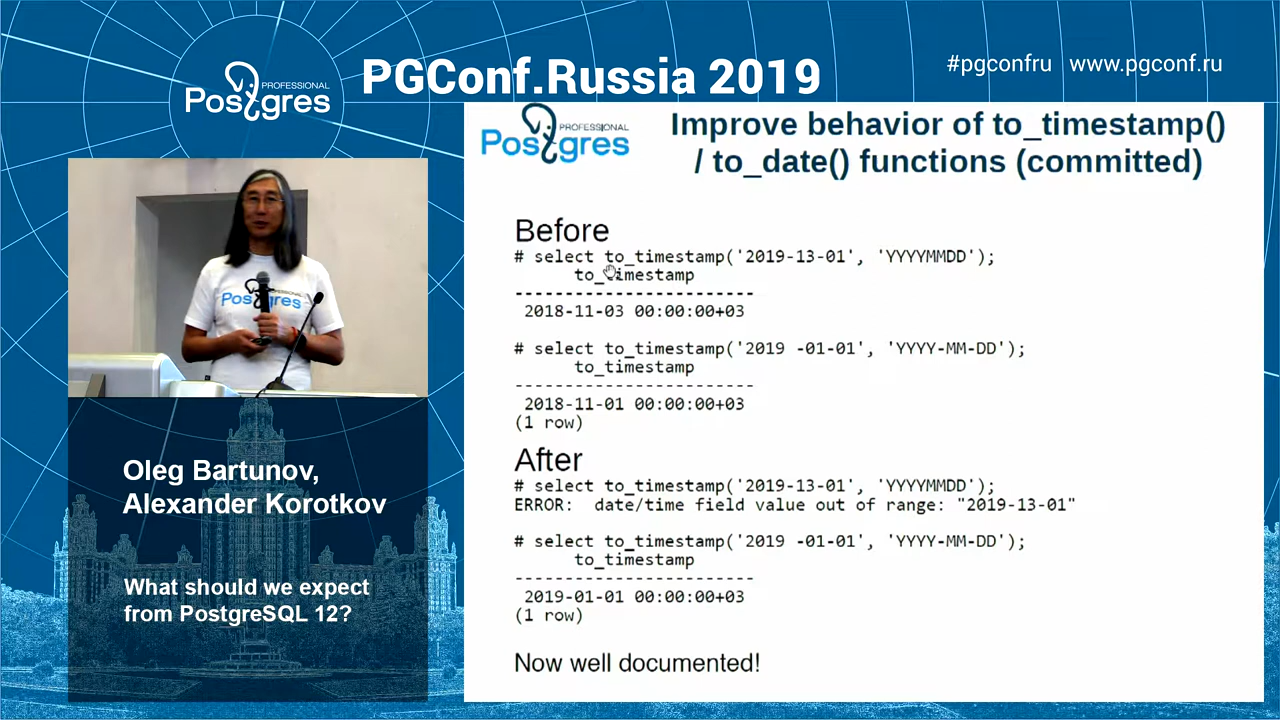 PROFESSIONAL
Postgres
PGConf.Russia 2019
#pgconfru www.pgconf.ru
PROFESSIONAL
Postgres
Improve behavior of to_timestamp()
/ to_date() functions (committed)
Before
# select to_timestamp('2019-13-01', 'YYYYMMDD');
to_timestamp
------------------------
2018-11-03 00:00:00+03
# select to_timestamp('2019 -01-01', 'YYYY-MM-DD');
to_timestamp
------------------------
2018-11-01 00:00:00+03
(1 row)
After
# select to_timestamp('2019-13-01', 'YYYYMMDD');
ERROR: date/time field value out of range: "2019-13-01"
# select to_timestamp('2019 -01-01', 'YYYY-MM-DD');
to_timestamp
------------------------
2019-01-01 00:00:00+03
(1 row)
Now well documented!
Postgres
Oleg Bartunov,
Alexander Korotkov
What should we expect
from PostgreSQL 12?